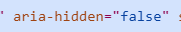 " aria-hidden="false" s